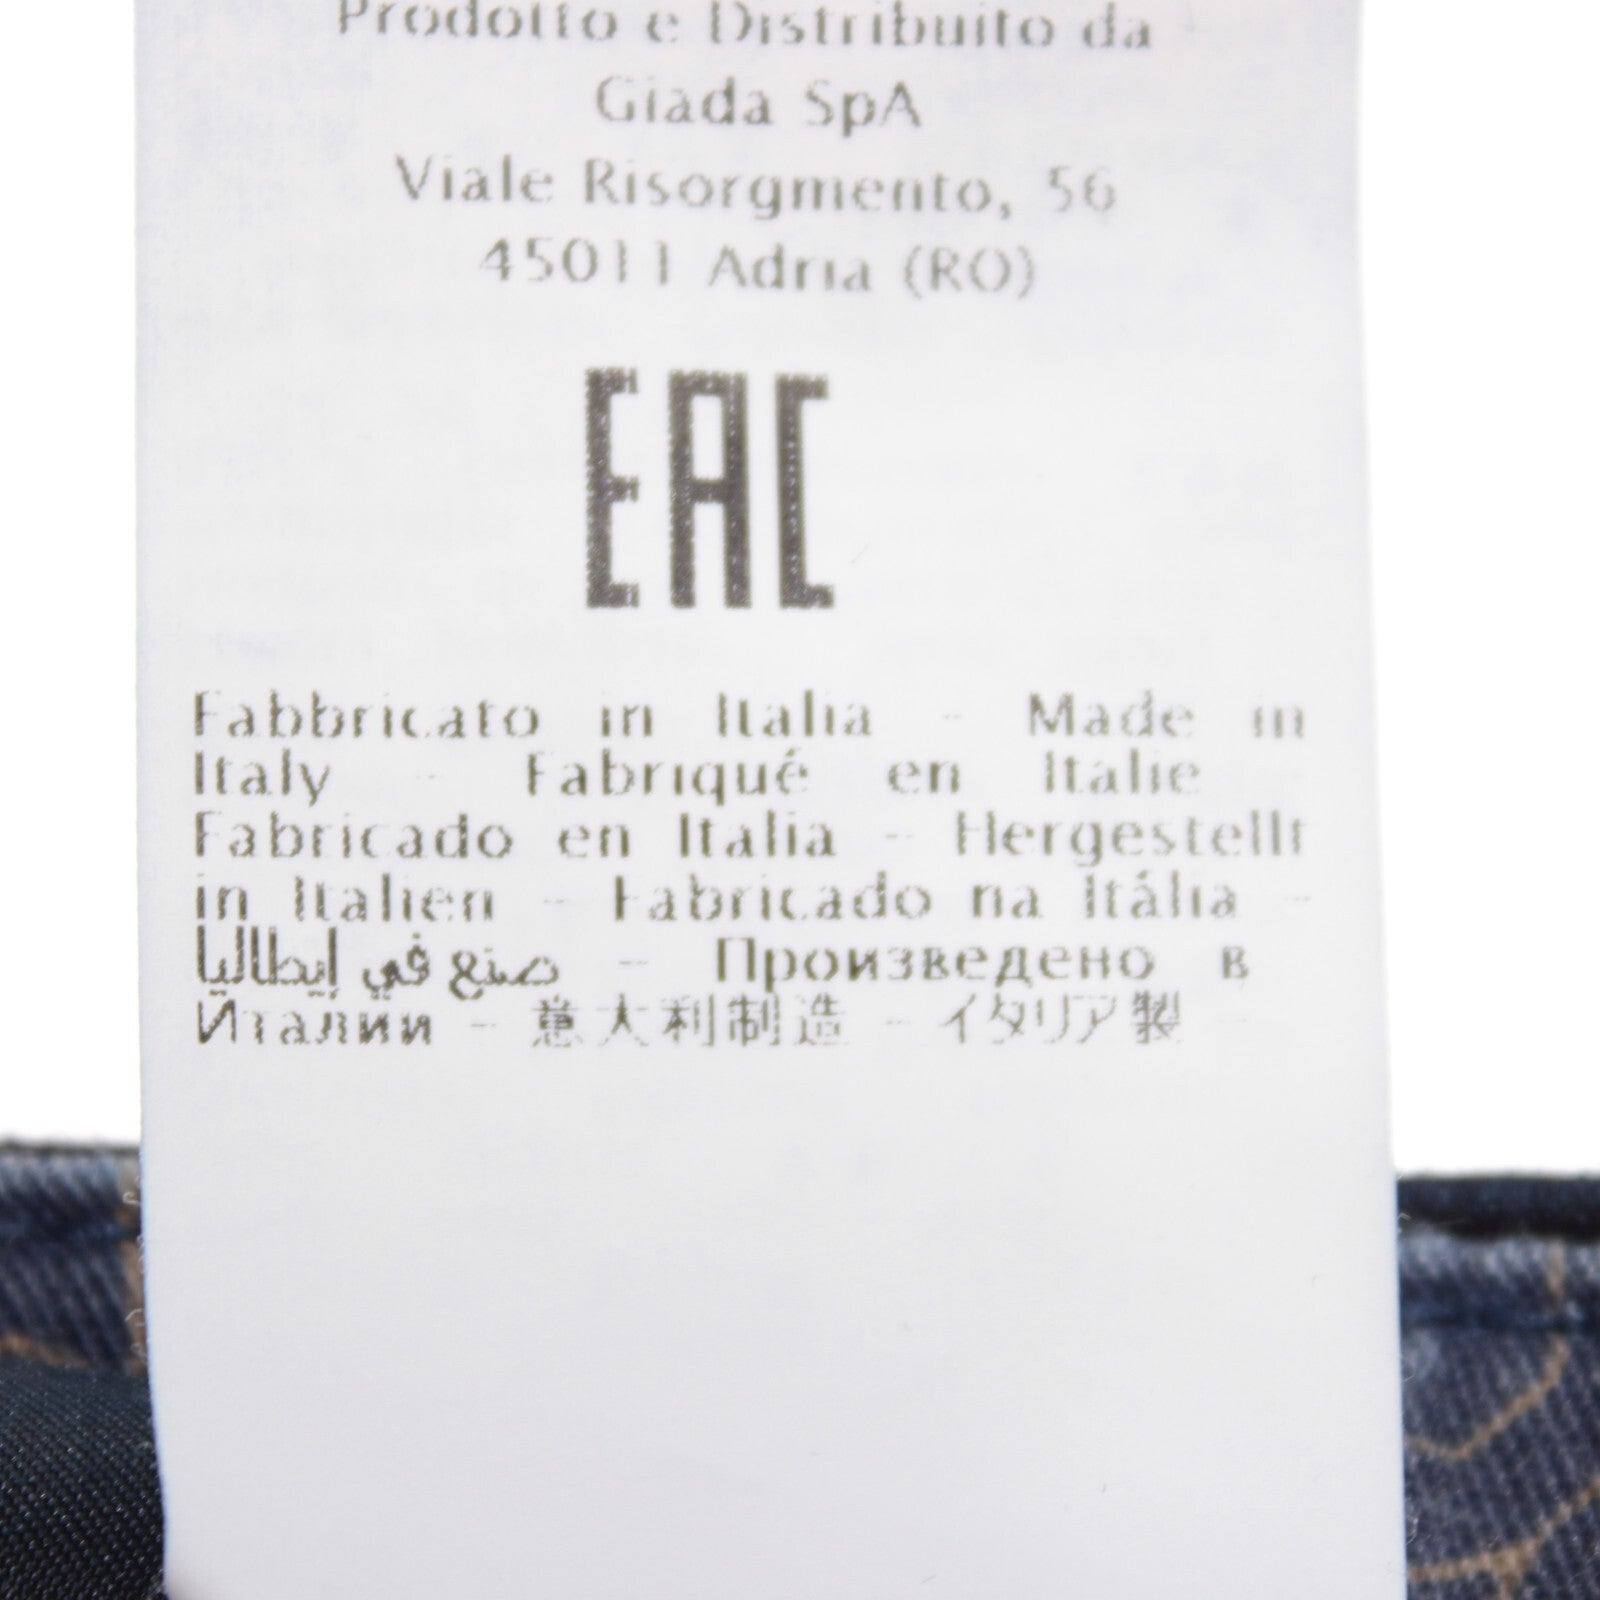 Prodotto e Distribuito da
Giada SpA
Viale Risorgmento, 56
45011 Adria (RO)
EAC
Fabbricato in Italia - Made in
Italy - Fabriqué en Italie
Fabricado en Italia - Hergestellt
in Italien - Fabricado na Itália -
صنع في إيطاليا - Произведено в
Италии - 意大利制造 - イタリア製 -